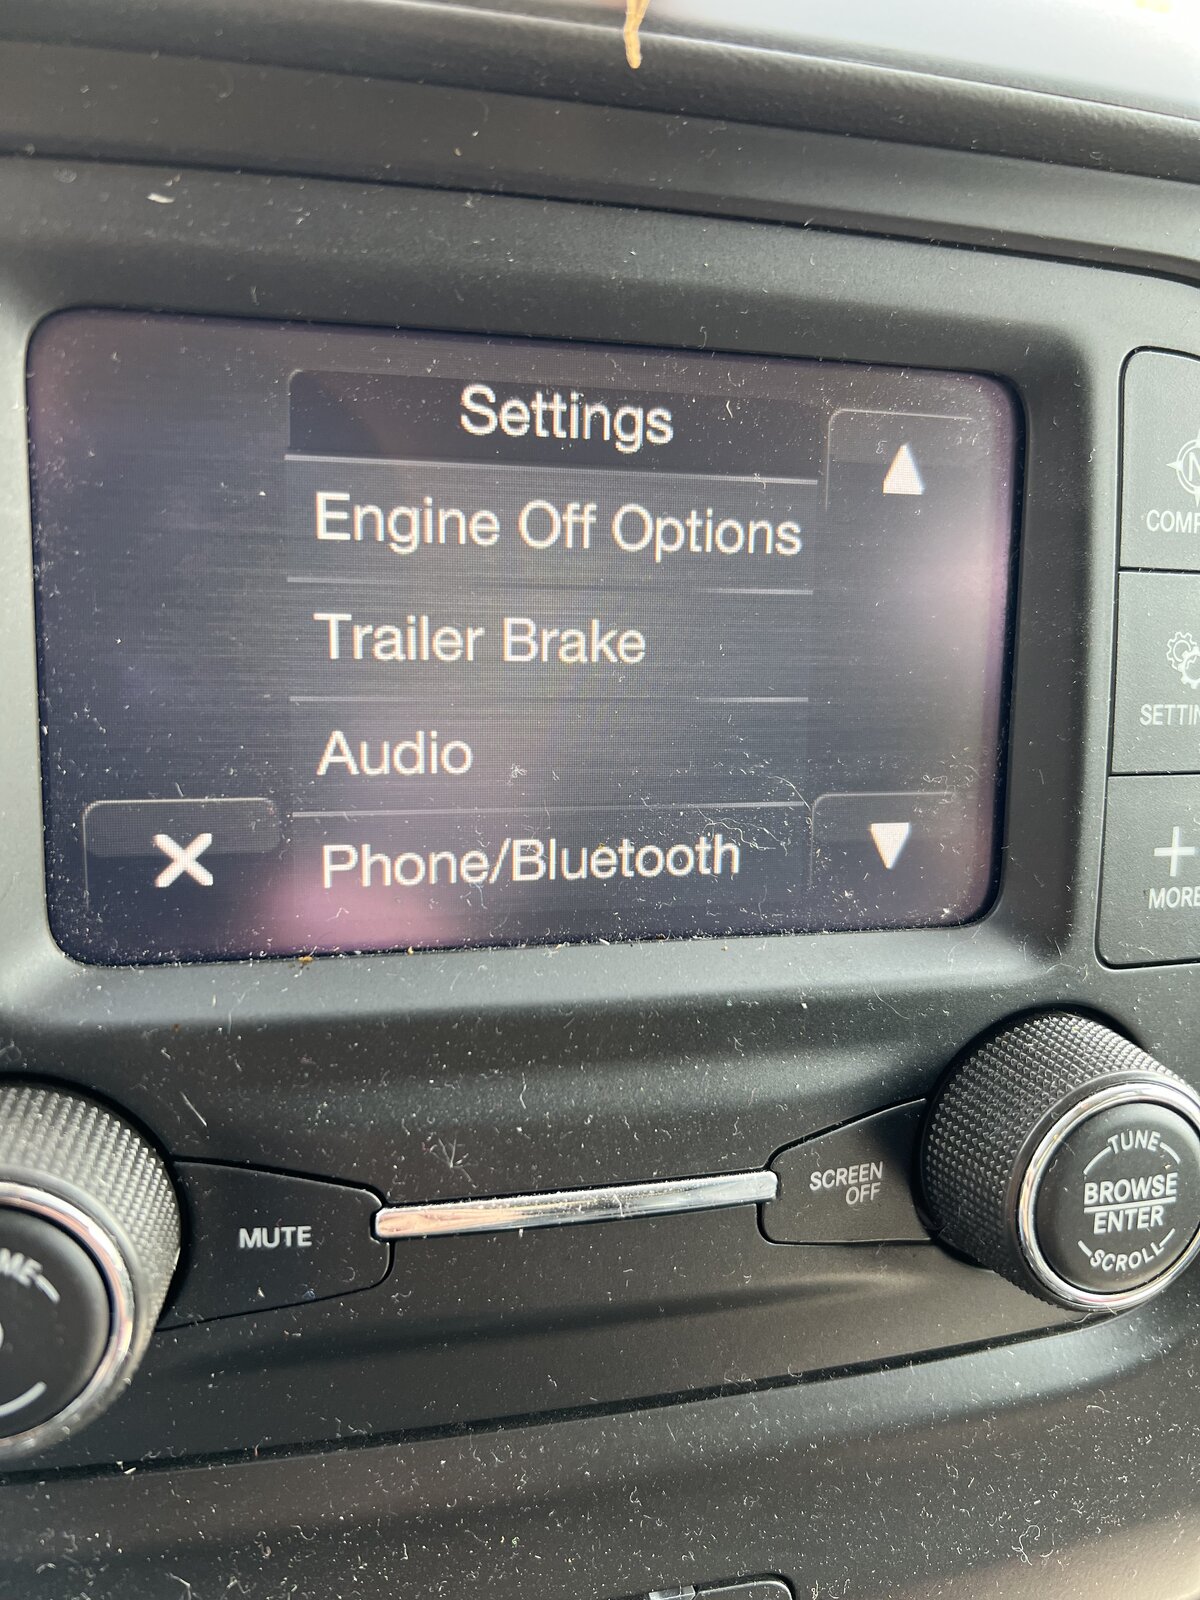 Settings
Engine Off Options
Trailer Brake
Audio
Phone/Bluetooth
MUTE
SCREEN
OFF
TUNE
BROWSE
ENTER
SCROLL
MORE